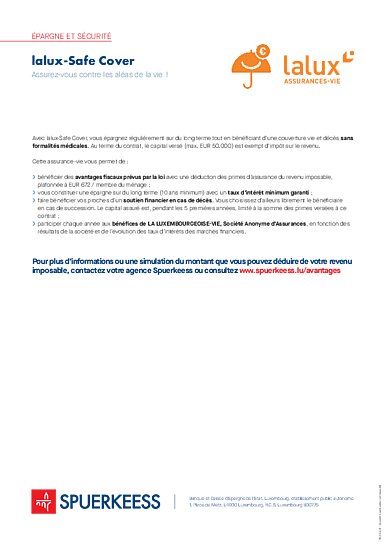 ÉPARGNE ET SÉCURITÉ
lalux-Safe Cover
Assurez-vous contre les aléas de la vie !
lalux
ASSURANCES-VIE
Avec lalux-Safe Cover, vous épargnez régulièrement sur du long terme tout en bénéficiant d'une couverture vie et décès sans
formalités médicales. Au terme du contrat, le capital versé (max. EUR 50.000) est exempt d'impôt sur le revenu.
Cette assurance-vie vous permet de :
bénéficier des avantages fiscaux prévus par la loi avec une déduction des primes d'assurance du revenu imposable,
plafonnée à EUR 672 / membre du ménage ;
vous constituer une épargne sur du long terme (10 ans minimum) avec un taux d'intérêt minimum garanti ;
faire bénéficier vos proches d'un soutien financier en cas de décès. Vous choisissez d'ailleurs librement le bénéficiaire
en cas de succession. Le capital assuré est, pendant les 5 premières années, limité à la somme des primes versées à ce
contrat ;
participer chaque année aux bénéfices de LA LUXEMBOURGEOISE-VIE, Société Anonyme d'Assurances, en fonction des
résultats de la société et de l'évolution des taux d'intérêts des marchés financiers.
Pour plus d'informations ou une simulation du montant que vous pouvez déduire de votre revenu
imposable, contactez votre agence Spuerkeess ou consultez www.spuerkeess.lu/avantages
SPUERKEESS
Banque et Caisse d'Épargne de l'État, Luxembourg, établissement public autonome
1, Place de Metz, L-1930 Luxembourg, R.C.S. Luxembourg B30775